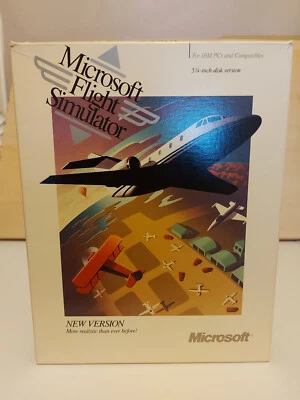 Microsoft
Flight
Simulator
For IBM PCs and Compatibles
5¼-inch disk version
NEW VERSION
More realistic than ever before!
Microsoft